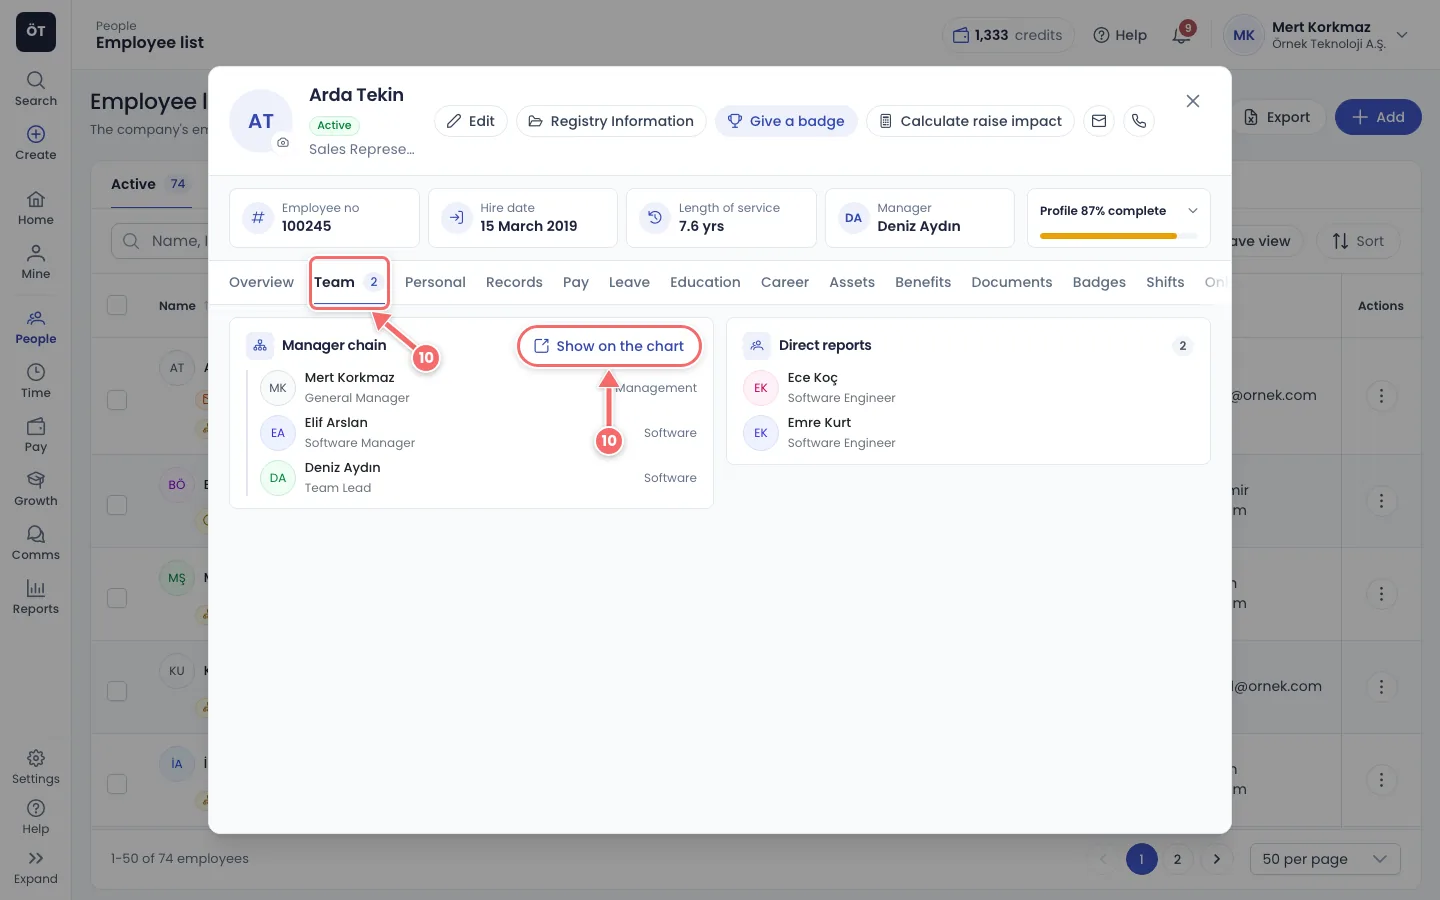 ÖT
People
Employee list
1,333 credits
Help
9
MK
Mert Korkmaz
Örnek Teknoloji A.Ş.
Search
Create
Home
Mine
People
Time
Pay
Growth
Comms
Reports
Settings
Help
Expand
Employee l
The company's em
Export
Add
Active 74
Name, l
ave view
Sort
Name
Actions
AT
@ornek.com
BÖ
mir
m
MŞ
m
KU
l@ornek.com
İA
m
1-50 of 74 employees
1
2
50 per page
AT
Arda Tekin
Active
Sales Represe...
Edit
Registry Information
Give a badge
Calculate raise impact
Employee no
100245
Hire date
15 March 2019
Length of service
7.6 yrs
DA
Manager
Deniz Aydın
Profile 87% complete
Overview
Team 2
Personal
Records
Pay
Leave
Education
Career
Assets
Benefits
Documents
Badges
Shifts
On
Manager chain
Show on the chart
10
MK
Mert Korkmaz
General Manager
Management
EA
Elif Arslan
Software Manager
Software
10
DA
Deniz Aydın
Team Lead
Software
Direct reports
2
EK
Ece Koç
Software Engineer
EK
Emre Kurt
Software Engineer